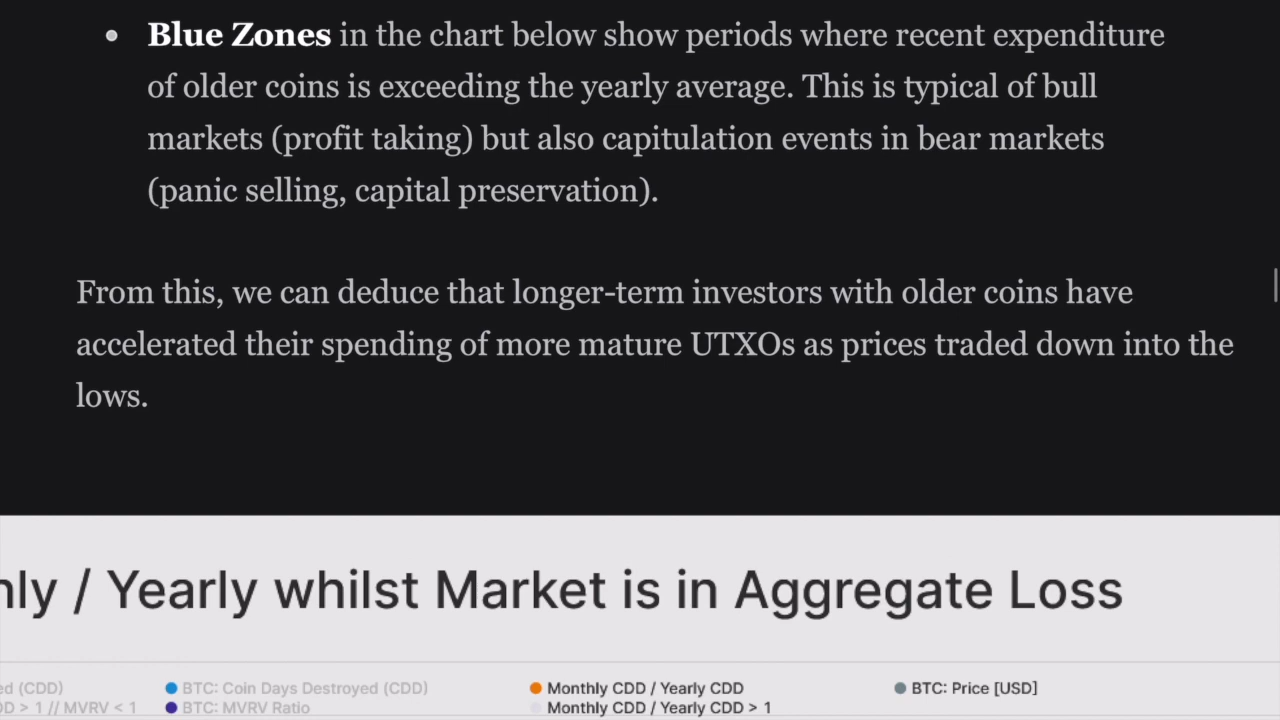 Blue Zones in the chart below show periods where recent expenditure
of older coins is exceeding the yearly average. This is typical of bull
markets (profit taking) but also capitulation events in bear markets
(panic selling, capital preservation).
From this, we can deduce that longer-term investors with older coins have
accelerated their spending of more mature UTXOs as prices traded down into the
lows.
/ Yearly whilst Market is in Aggregate Loss
(CDD) BTC: Coin Days Destroyed (CDD) Monthly CDD / Yearly CDD BTC: Price [USD]
> 1 // MVRV < 1 BTC: MVRV Ratio Monthly CDD / Yearly CDD > 1